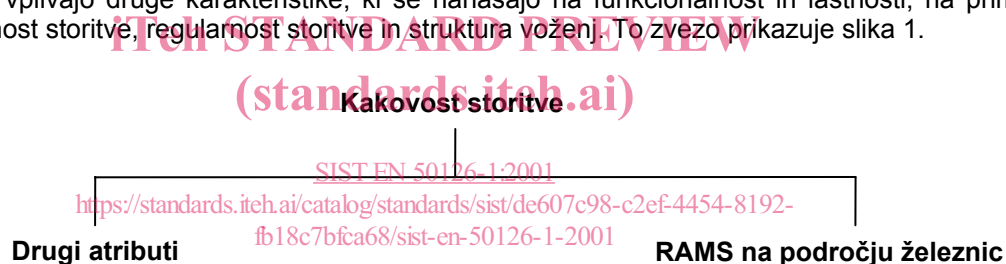 vplivajo druge karakteristike, ki se nanašajo na funkcionalnost in lastnosti, na prim
nost storitve, regularnost storitve in struktura voženj. To zvezo prikazuje slika 1.
iTeh STANDARD PREVIEW
(standards.iteh.ai)
Kakovost storitve
SIST EN 50126-1:2001
https://standards.iteh.ai/catalog/standards/sist/de607c98-c2ef-4454-8192-
fb18c7bfca68/sist-en-50126-1-2001
Drugi atributi
RAMS na področju železnic